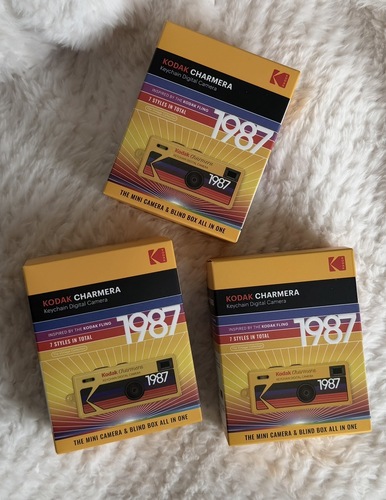 KODAK CHARMERA
Keychain Digital Camera
INSPIRED BY THE KODAK FLING
7 STYLES IN TOTAL
1987
Kodak Charmera
1987
THE MINI CAMERA & BLIND BOX ALL IN ONE
KODAK CHARMERA
Keychain Digital Camera
INSPIRED BY THE KODAK FLING
7 STYLES IN TOTAL
1987
Kodak Charmera
1987
THE MINI CAMERA & BLIND BOX ALL IN ONE
KODAK CHARMERA
Keychain Digital Camera
INSPIRED BY THE KODAK FLING
7 STYLES IN TOTAL
1987
Kodak Charmera
1987
THE MINI CAMERA & BLIND BOX ALL IN ONE